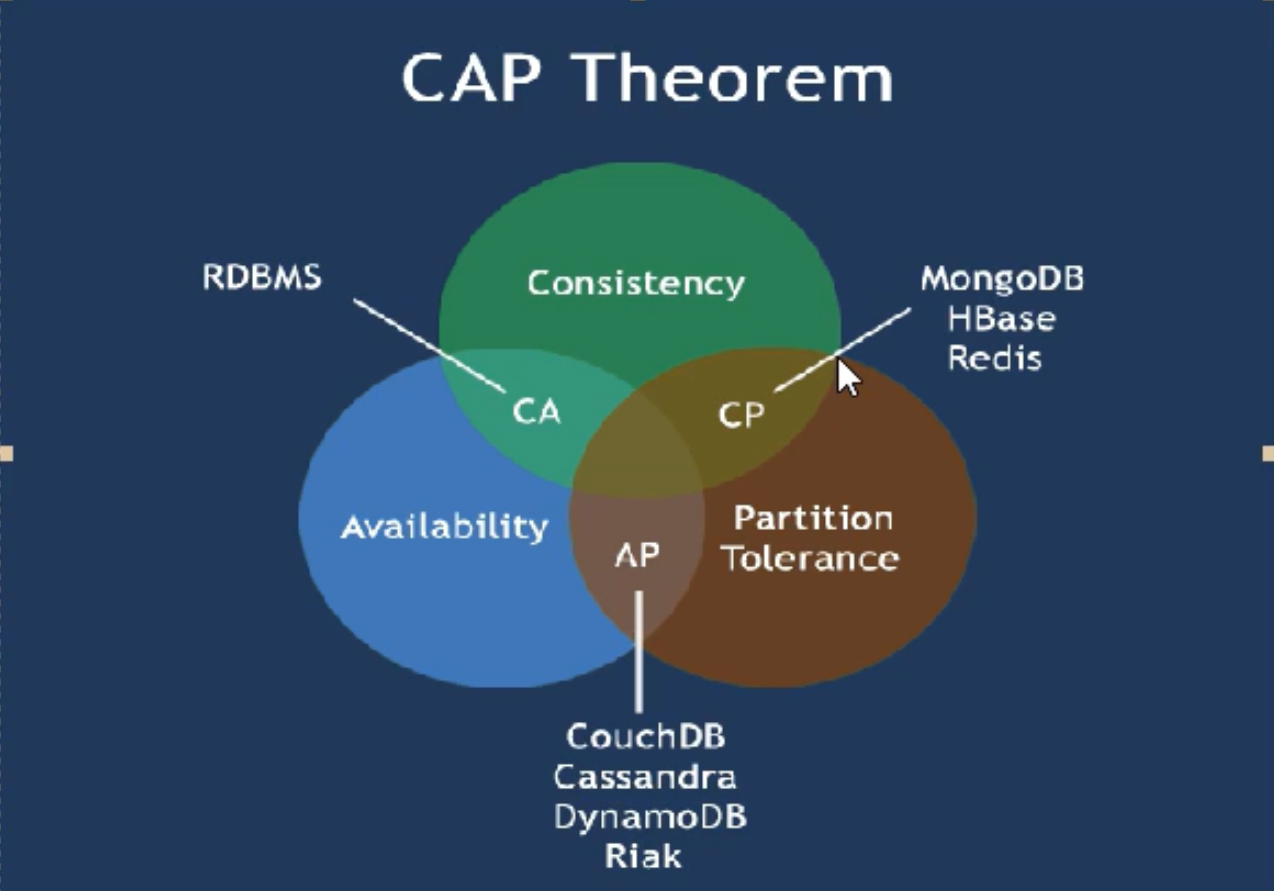 CAP Theorem
RDBMS
Consistency
MongoDB
HBase
Redis
CA
CP
Availability
Partition
Tolerance
AP
CouchDB
Cassandra
DynamoDB
Riak